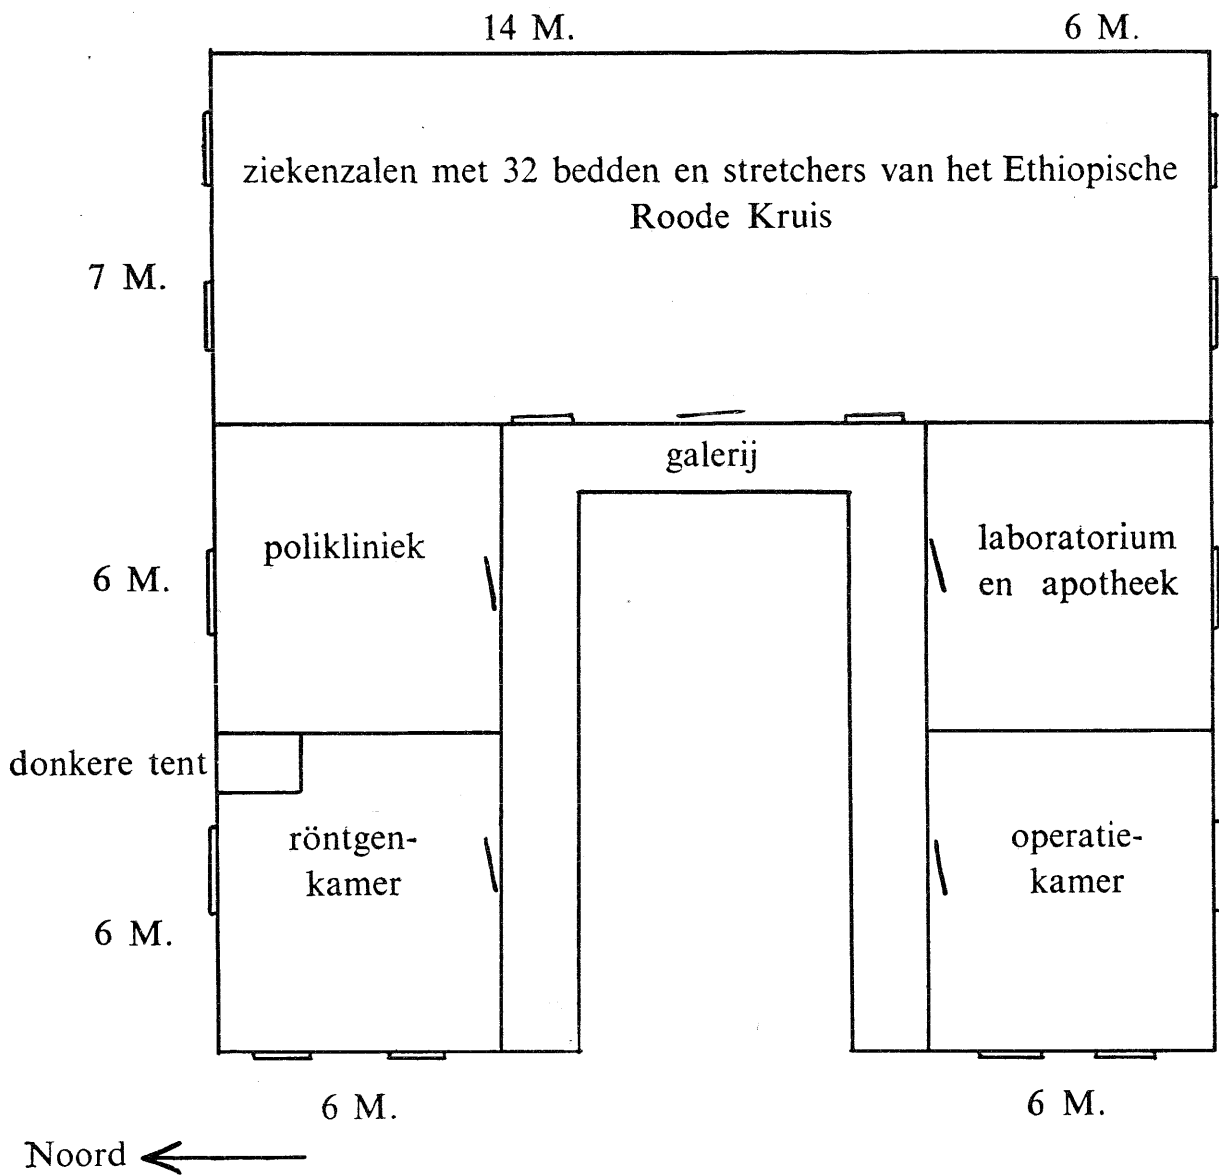 14 M.
6 M.
ziekenzalen met 32 bedden en stretchers van het Ethiopische
Roode Kruis
7 M.
galerij
polikliniek
laboratorium
en apotheek
6 M.
donkere tent
röntgen-
kamer
operatie-
kamer
6 M.
6 M.
6 M.
Noord